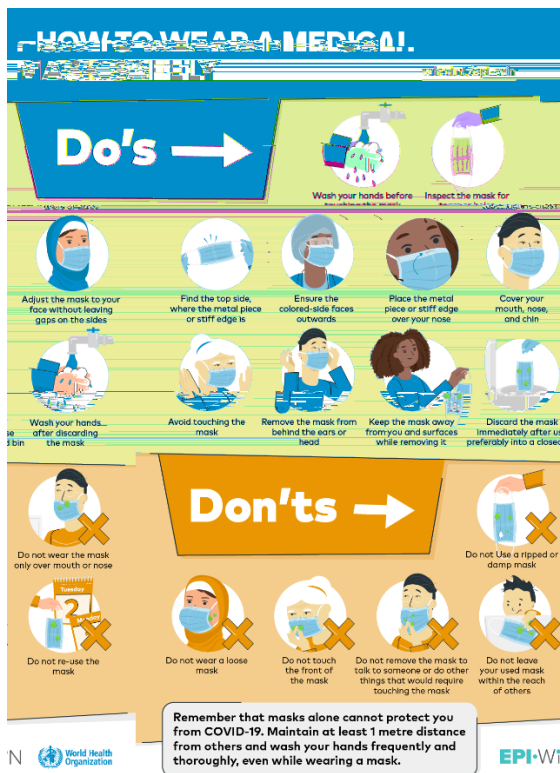 HOW TO WEAR A MEDICAL
Do's
Wash your hands before
Inspect the mask for
Adjust the mask to your
face without leaving
gaps on the sides
Find the top side,
where the metal piece
or stiff edge is
Ensure the
colored-side faces
outwards
Place the metal
piece or stiff edge
over your nose
Cover your
mouth, nose,
and chin
Wash your hands
after discarding
the mask
Avoid touching the
mask
Remove the mask from
behind the ears or
head
Keep the mask away
from you and surfaces
while removing it
Discard the mask
immediately after us
preferably into a closed
se
d bin
Don'ts
Do not wear the mask
only over mouth or nose
Do not Use a ripped or
damp mask
Tuesday
2
Do not re-use the
mask
Do not wear a loose
mask
Do not touch
the front of
the mask
Do not remove the mask to
talk to someone or do other
things that would require
touching the mask
Do not leave
your used mask
within the reach
of others
Remember that masks alone cannot protect you
from COVID-19. Maintain at least 1 metre distance
from others and wash your hands frequently and
thoroughly, even while wearing a mask.
N
World Health
Organization
EPI·W